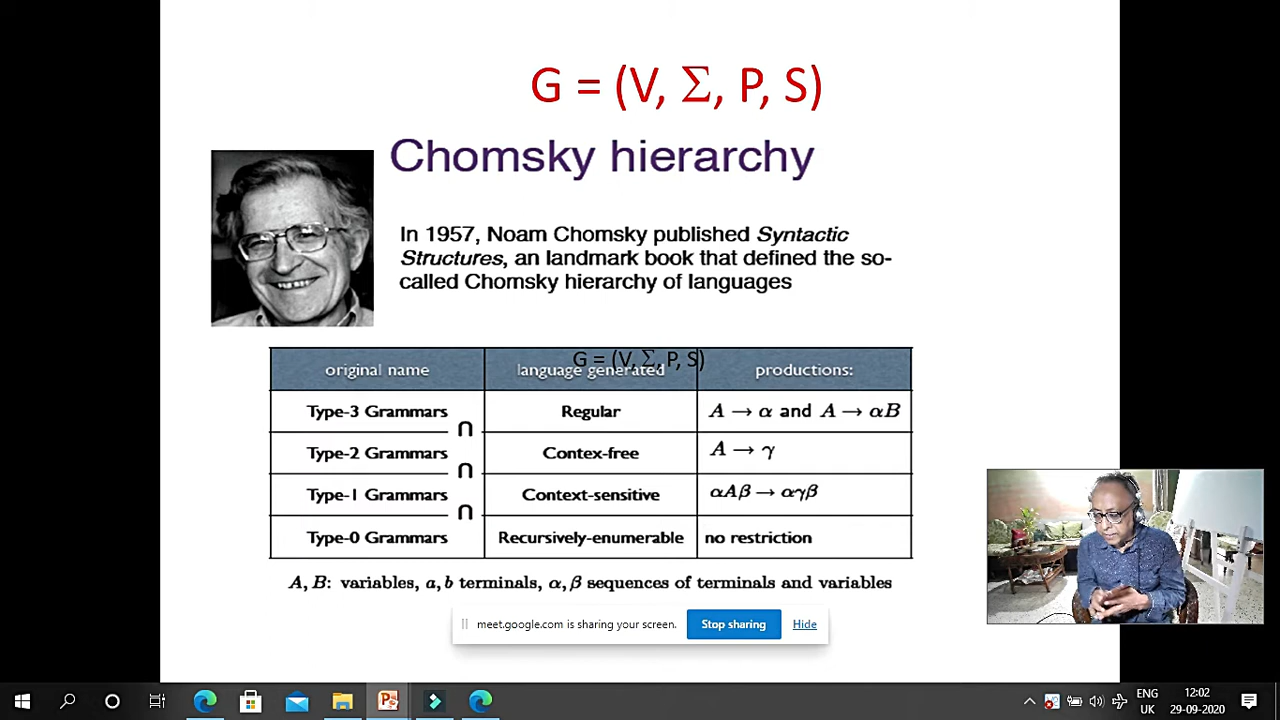 G = (V, Σ, P, S)
Chomsky hierarchy
In 1957, Noam Chomsky published Syntactic
Structures, an landmark book that defined the so-
called Chomsky hierarchy of languages
G = (V, Σ, P, S)
original name language generated productions:
Type-3 Grammars Regular A → α and A → αB
∩
Type-2 Grammars Contex-free A → γ
∩
Type-1 Grammars Context-sensitive αAβ → αγβ
∩
Type-0 Grammars Recursively-enumerable no restriction
A, B: variables, a, b terminals, α, β sequences of terminals and variables
meet.google.com is sharing your screen. Stop sharing Hide
ENG 12:02
UK 29-09-2020